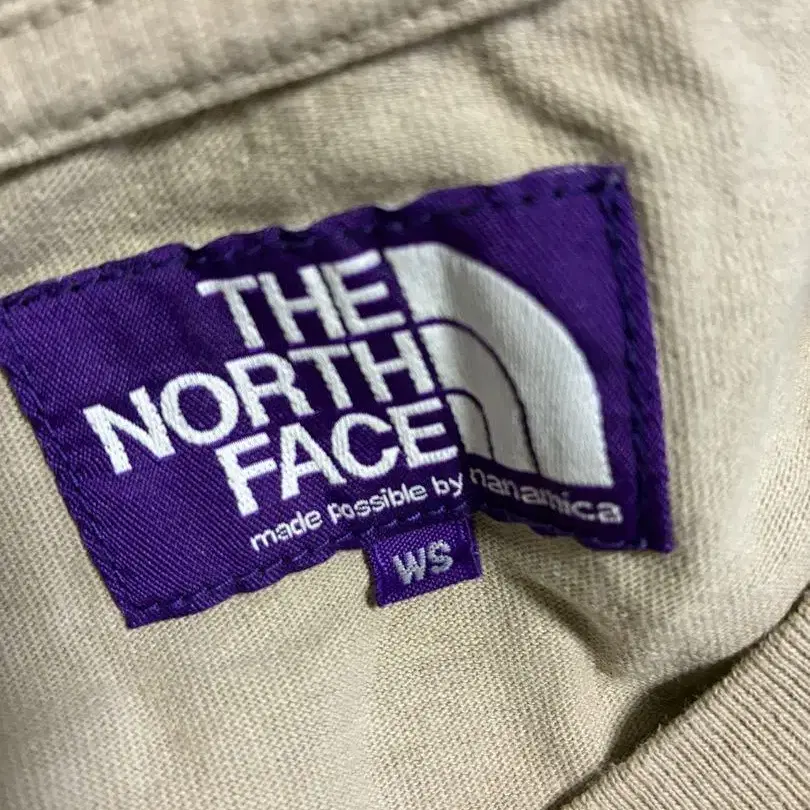 THE
NORTH
FACE
made possible by nanamica
WS